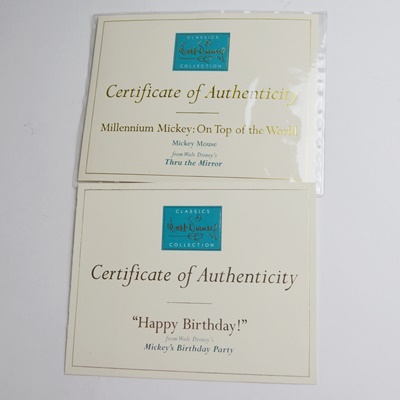 CLASSICS
Walt Disney
COLLECTION
Certificate of Authenticity
Millennium Mickey: On Top of the World
Mickey Mouse
from Walt Disney's
Thru the Mirror
CLASSICS
Walt Disney
COLLECTION
Certificate of Authenticity
"Happy Birthday!"
from Walt Disney's
Mickey's Birthday Party